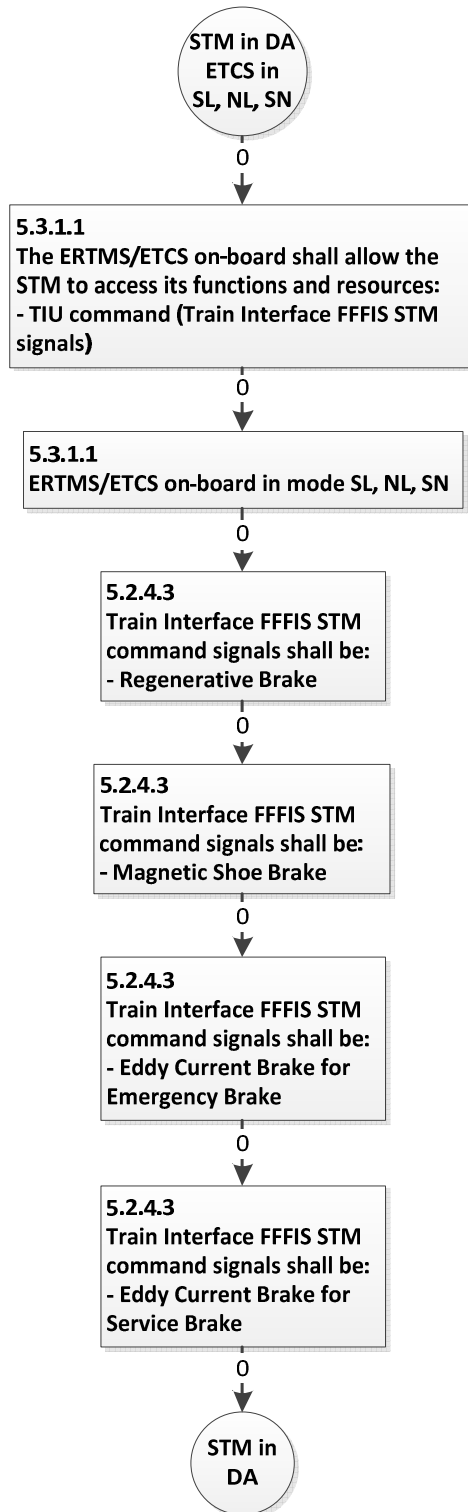 STM in DA
ETCS in
SL, NL, SN
0
5.3.1.1
The ERTMS/ETCS on-board shall allow the
STM to access its functions and resources:
- TIU command (Train Interface FFFIS STM
signals)
0
5.3.1.1
ERTMS/ETCS on-board in mode SL, NL, SN
0
5.2.4.3
Train Interface FFFIS STM
command signals shall be:
- Regenerative Brake
0
5.2.4.3
Train Interface FFFIS STM
command signals shall be:
- Magnetic Shoe Brake
0
5.2.4.3
Train Interface FFFIS STM
command signals shall be:
- Eddy Current Brake for
Emergency Brake
0
5.2.4.3
Train Interface FFFIS STM
command signals shall be:
- Eddy Current Brake for
Service Brake
0
STM in
DA